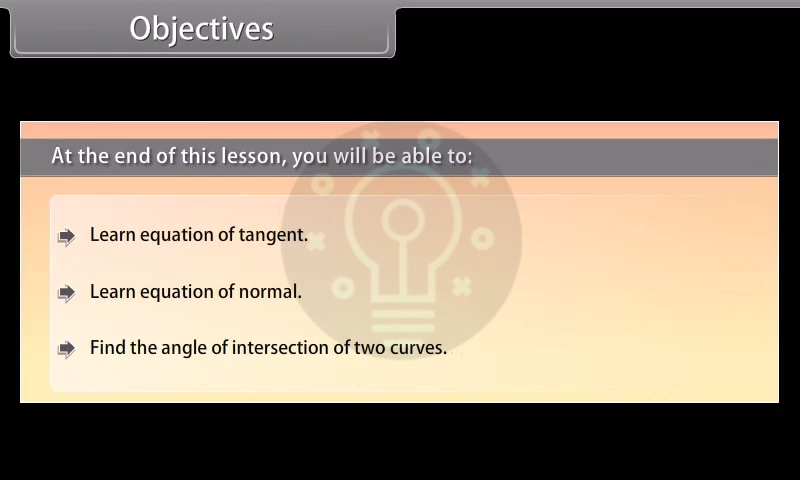 Objectives
At the end of this lesson, you will be able to:
Learn equation of tangent.
Learn equation of normal.
Find the angle of intersection of two curves.